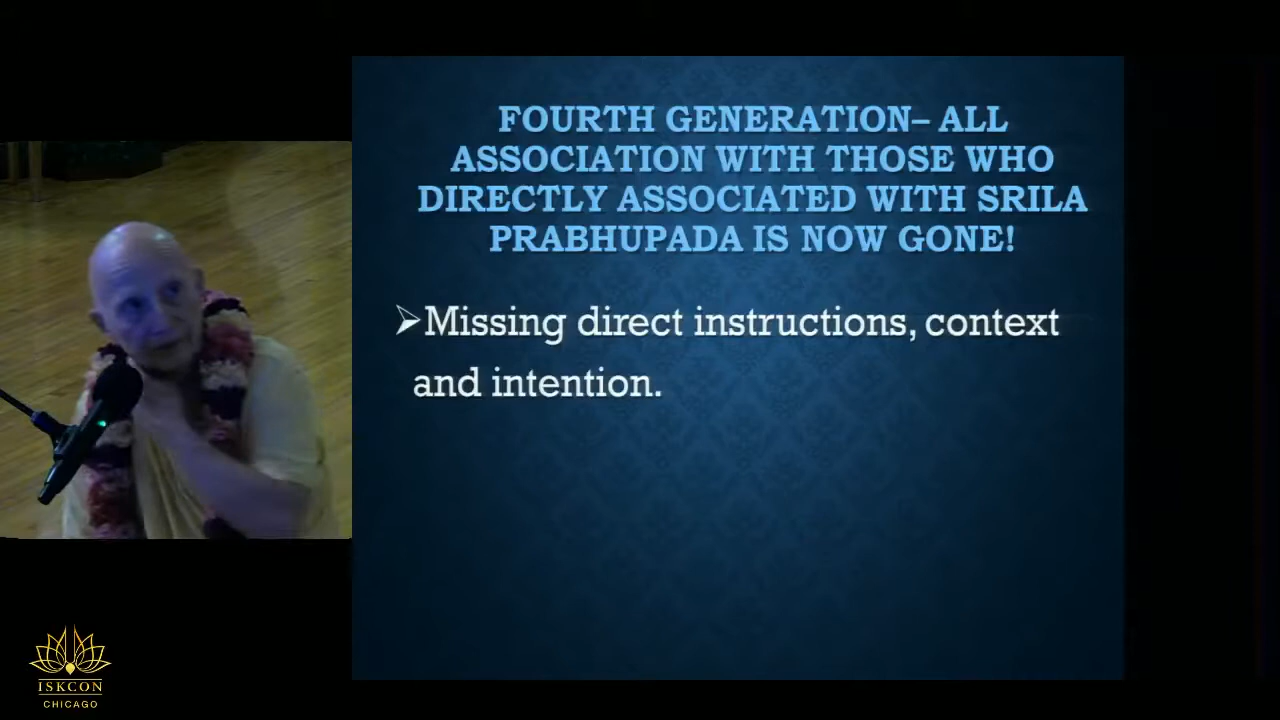 FOURTH GENERATION– ALL
ASSOCIATION WITH THOSE WHO
DIRECTLY ASSOCIATED WITH SRILA
PRABHUPADA IS NOW GONE!
➢Missing direct instructions, context
and intention.
ISKCON
CHICAGO